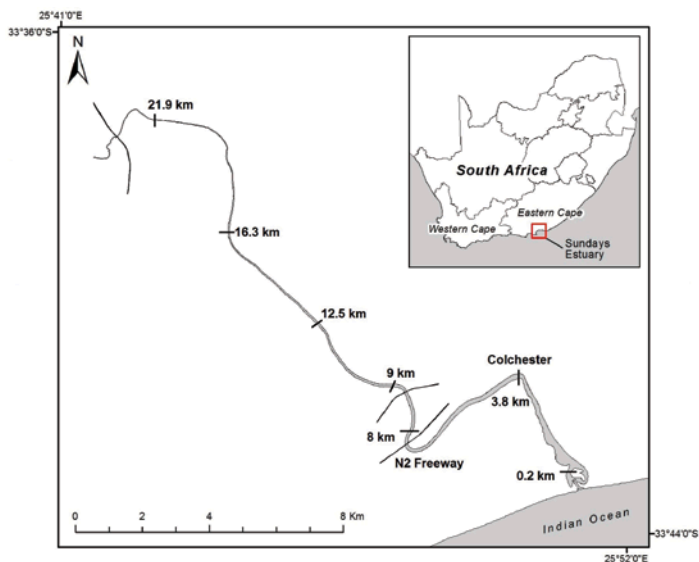 25°41'0"E
33°36'0"S
N
21.9 km
16.3 km
12.5 km
9 km
8 km
N2 Freeway
Colchester
3.8 km
0.2 km
Indian Ocean
0 2 4 8 Km
33°44'0"S
25°52'0"E
South Africa
Eastern Cape
Western Cape
Sundays
Estuary